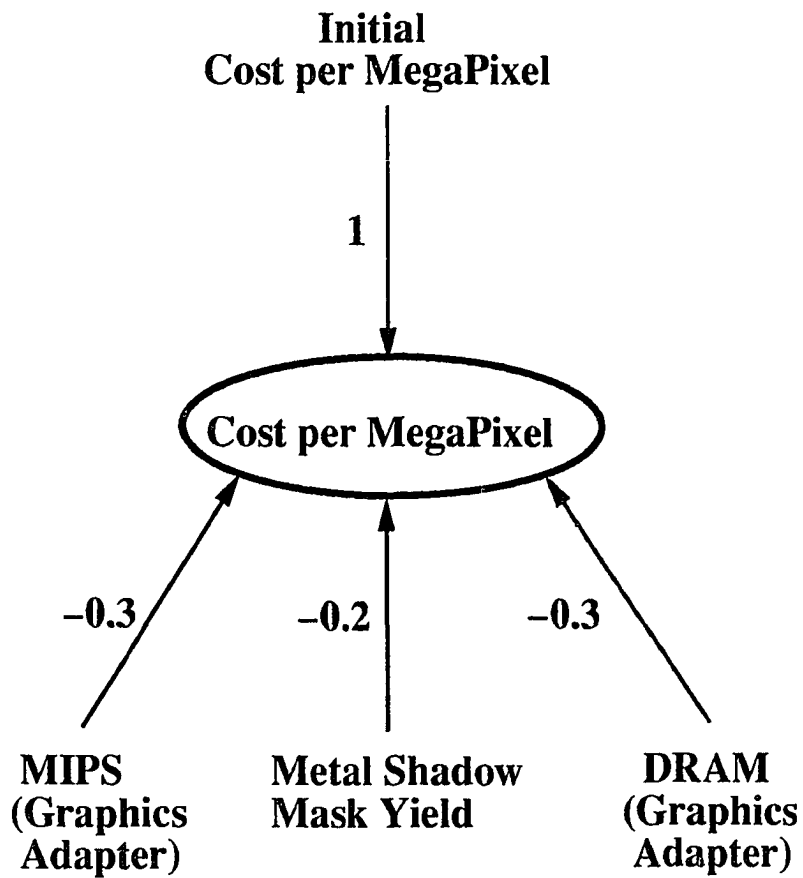 Initial
Cost per MegaPixel
1
Cost per MegaPixel
−0.3
−0.2
−0.3
MIPS
(Graphics
Adapter)
Metal Shadow
Mask Yield
DRAM
(Graphics
Adapter)